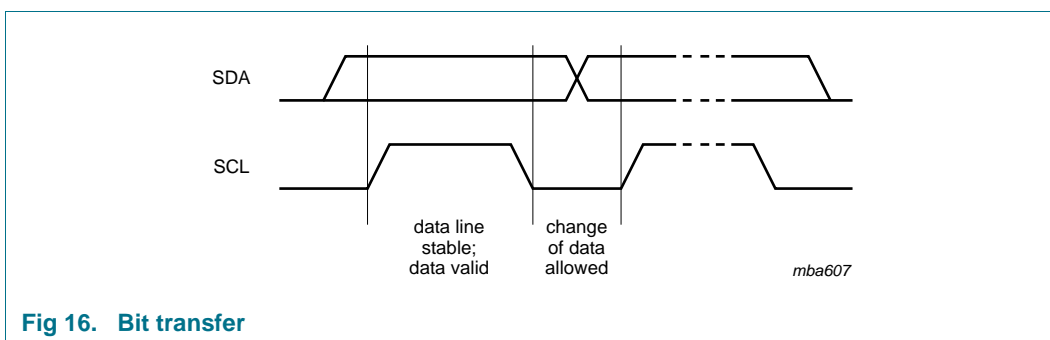 SDA
SCL
data line
stable;
data valid
change
of data
allowed
mba607
Fig 16. Bit transfer